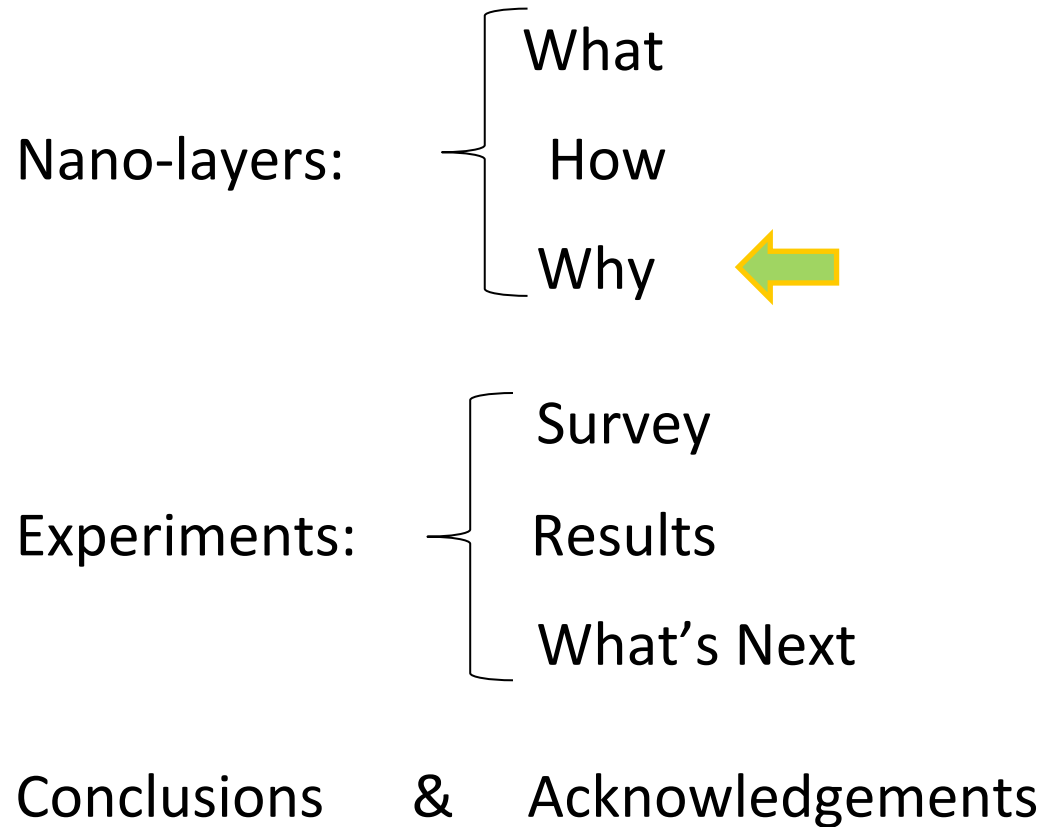 What
Nano-layers: How
Why
Survey
Experiments: Results
What’s Next
Conclusions & Acknowledgements